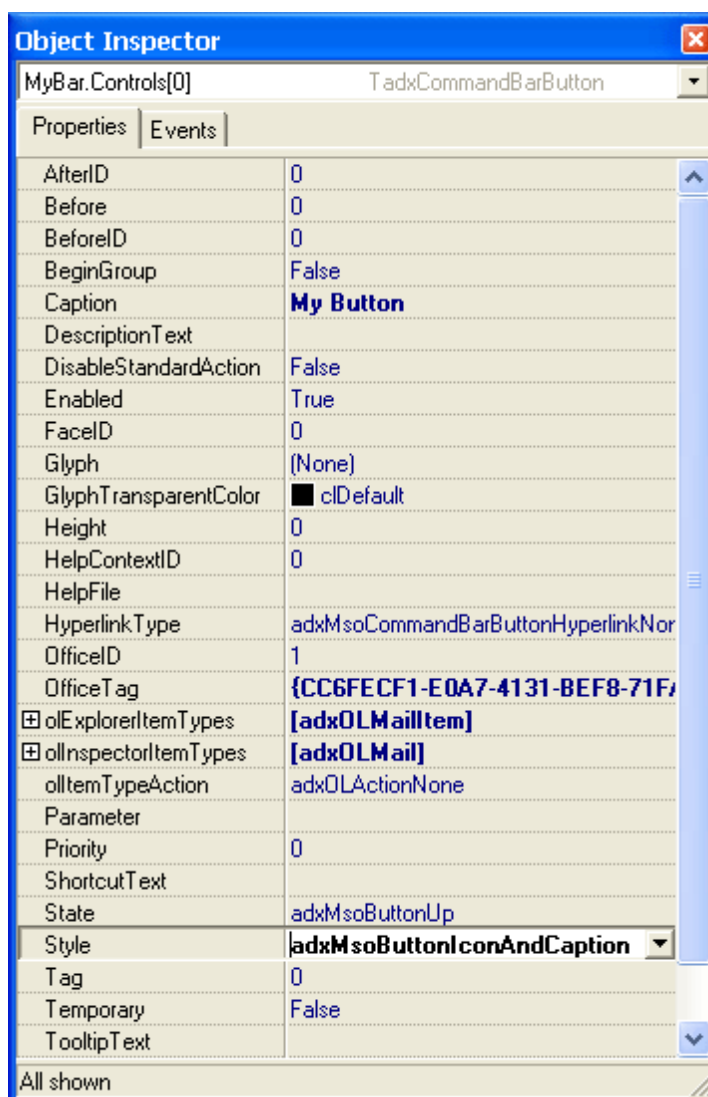 Object Inspector
MyBar.Controls[0] TadxCommandBarButton
Properties Events
AfterID 0
Before 0
BeforeID 0
BeginGroup False
Caption My Button
DescriptionText
DisableStandardAction False
Enabled True
FaceID 0
Glyph (None)
GlyphTransparentColor clDefault
Height 0
HelpContextID 0
HelpFile
HyperlinkType adxMsoCommandBarButtonHyperlinkNor
OfficeID 1
OfficeTag {CC6FECF1-E0A7-4131-BEF8-71FA
olExplorerItemTypes [adxOLMailItem]
olInspectorItemTypes [adxOLMail]
olItemTypeAction adxOLActionNone
Parameter
Priority 0
ShortcutText
State adxMsoButtonUp
Style adxMsoButtonIconAndCaption
Tag 0
Temporary False
TooltipText
All shown